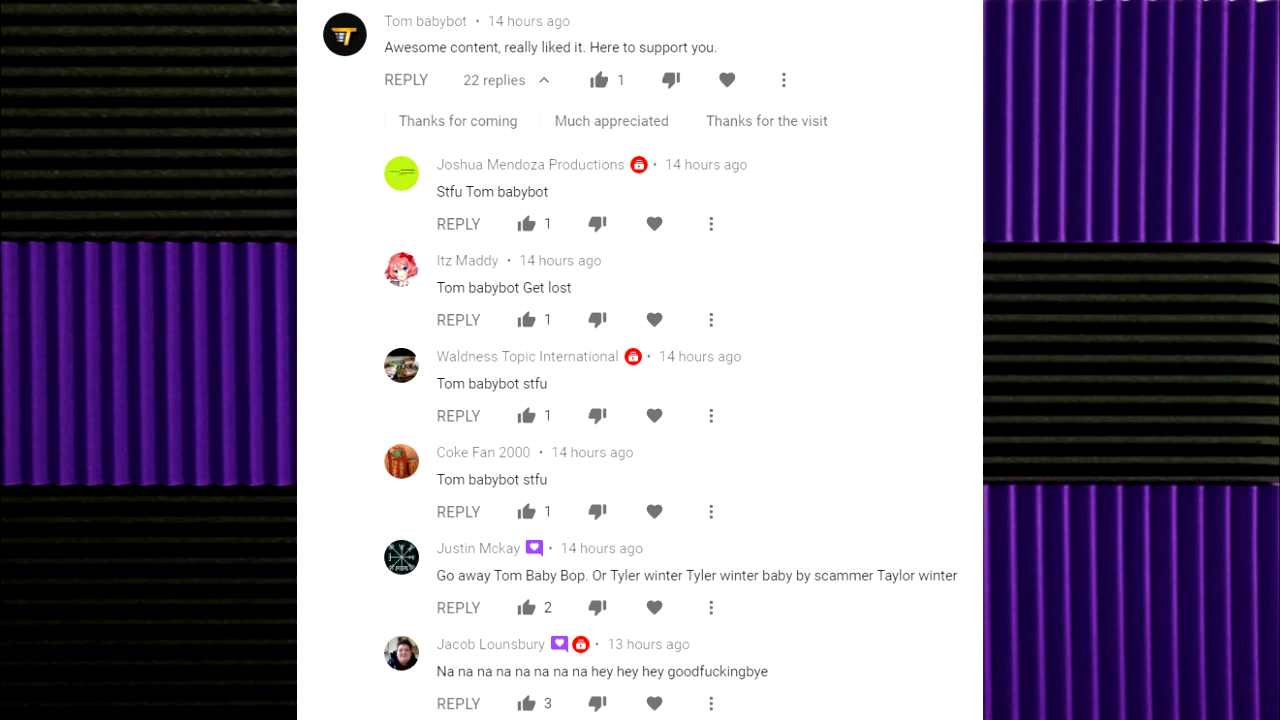 Tom babybot • 14 hours ago
Awesome content, really liked it. Here to support you.
REPLY 22 replies 1
Thanks for coming Much appreciated Thanks for the visit
Joshua Mendoza Productions • 14 hours ago
Stfu Tom babybot
REPLY 1
Itz Maddy • 14 hours ago
Tom babybot Get lost
REPLY 1
Waldness Topic International • 14 hours ago
Tom babybot stfu
REPLY 1
Coke Fan 2000 • 14 hours ago
Tom babybot stfu
REPLY 1
Justin Mckay • 14 hours ago
Go away Tom Baby Bop. Or Tyler winter Tyler winter baby by scammer Taylor winter
REPLY 2
Jacob Lounsbury • 13 hours ago
Na na na na na na na na hey hey hey goodfuckingbye
REPLY 3